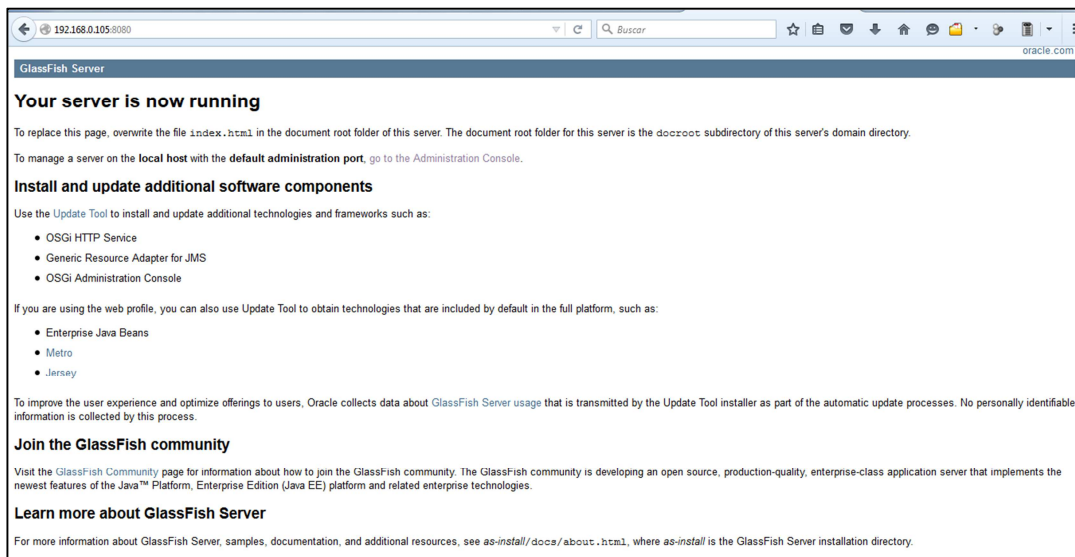 192.168.0.105:8080
Buscar
oracle.com
GlassFish Server
Your server is now running
To replace this page, overwrite the file index.html in the document root folder of this server. The document root folder for this server is the docroot subdirectory of this server's domain directory.
To manage a server on the local host with the default administration port, go to the Administration Console.
Install and update additional software components
Use the Update Tool to install and update additional technologies and frameworks such as:
• OSGi HTTP Service
• Generic Resource Adapter for JMS
• OSGi Administration Console
If you are using the web profile, you can also use Update Tool to obtain technologies that are included by default in the full platform, such as:
• Enterprise Java Beans
• Metro
• Jersey
To improve the user experience and optimize offerings to users, Oracle collects data about GlassFish Server usage that is transmitted by the Update Tool installer as part of the automatic update processes. No personally identifiable
information is collected by this process.
Join the GlassFish community
Visit the GlassFish Community page for information about how to join the GlassFish community. The GlassFish community is developing an open source, production-quality, enterprise-class application server that implements the
newest features of the Java™ Platform, Enterprise Edition (Java EE) platform and related enterprise technologies.
Learn more about GlassFish Server
For more information about GlassFish Server, samples, documentation, and additional resources, see as-install/docs/about.html, where as-install is the GlassFish Server installation directory.